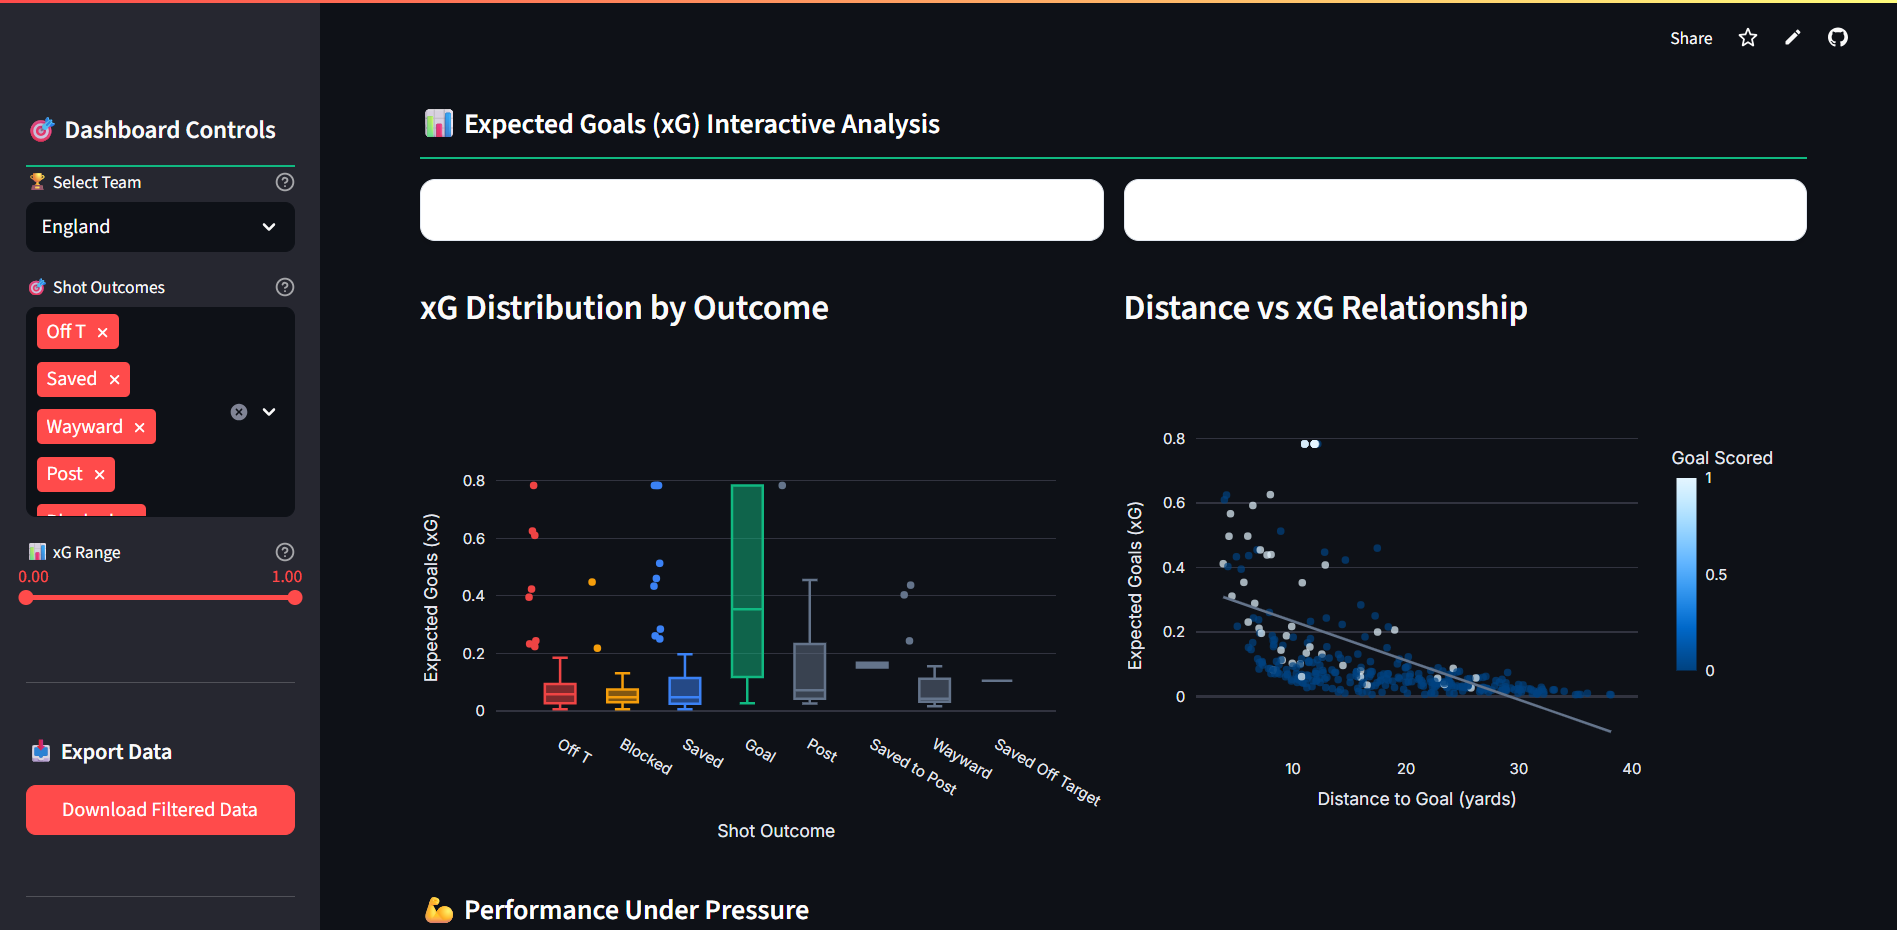 Share
Dashboard Controls
Select Team
England
Shot Outcomes
Off T
Saved
Wayward
Post
xG Range
0.00
1.00
Export Data
Download Filtered Data
Expected Goals (xG) Interactive Analysis
xG Distribution by Outcome
Expected Goals (xG)
0.8
0.6
0.4
0.2
0
Off T
Blocked
Saved
Goal
Post
Saved to Post
Wayward
Saved Off Target
Shot Outcome
Distance vs xG Relationship
Expected Goals (xG)
0.8
0.6
0.4
0.2
0
10
20
30
40
Distance to Goal (yards)
Goal Scored
1
0.5
0
Performance Under Pressure